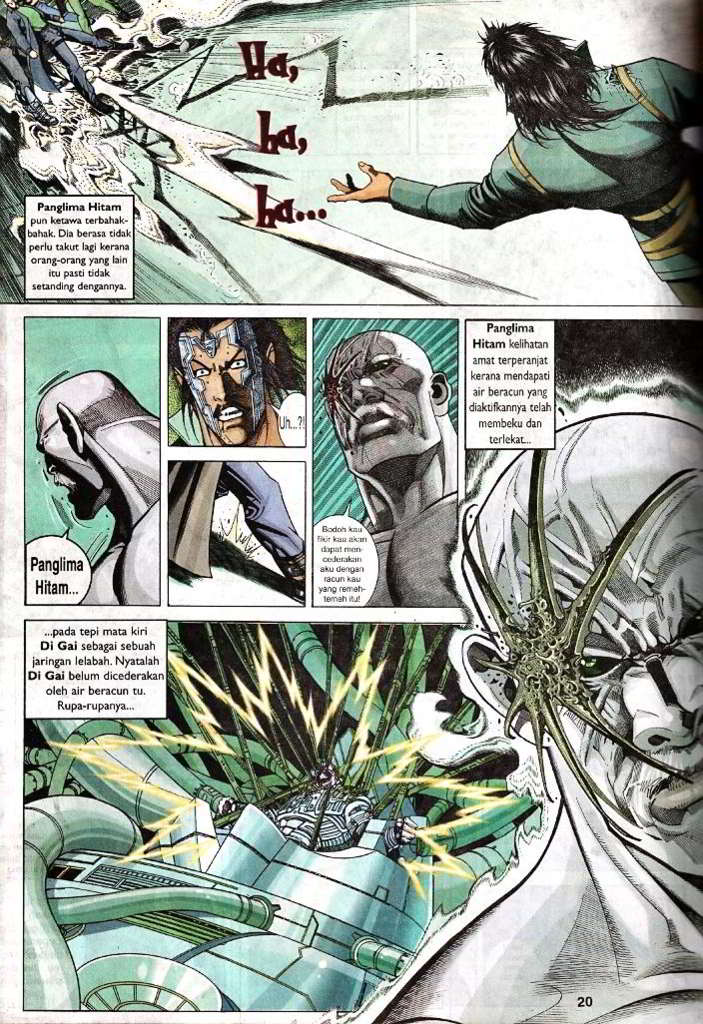 Ha,
ha,
ha...
Panglima Hitam
pun ketawa terbahak-
bahak. Dia berasa tidak
perlu takut lagi kerana
orang-orang yang lain
itu pasti tidak
setanding dengannya.
Panglima
Hitam...
Uh...?!
Bodoh kau
fikir kau akan
dapat men-
cederakan
aku dengan
racun kau
yang remeh-
temeh itu!
Panglima
Hitam kelihatan
amat terperanjat
kerana mendapati
air beracun yang
diaktifkannya telah
membeku dan
terlekat...
...pada tepi mata kiri
Di Gai sebagai sebuah
jaringan lelabah. Nyatalah
Di Gai belum dicederakan
oleh air beracun tu.
Rupa-rupanya...
20